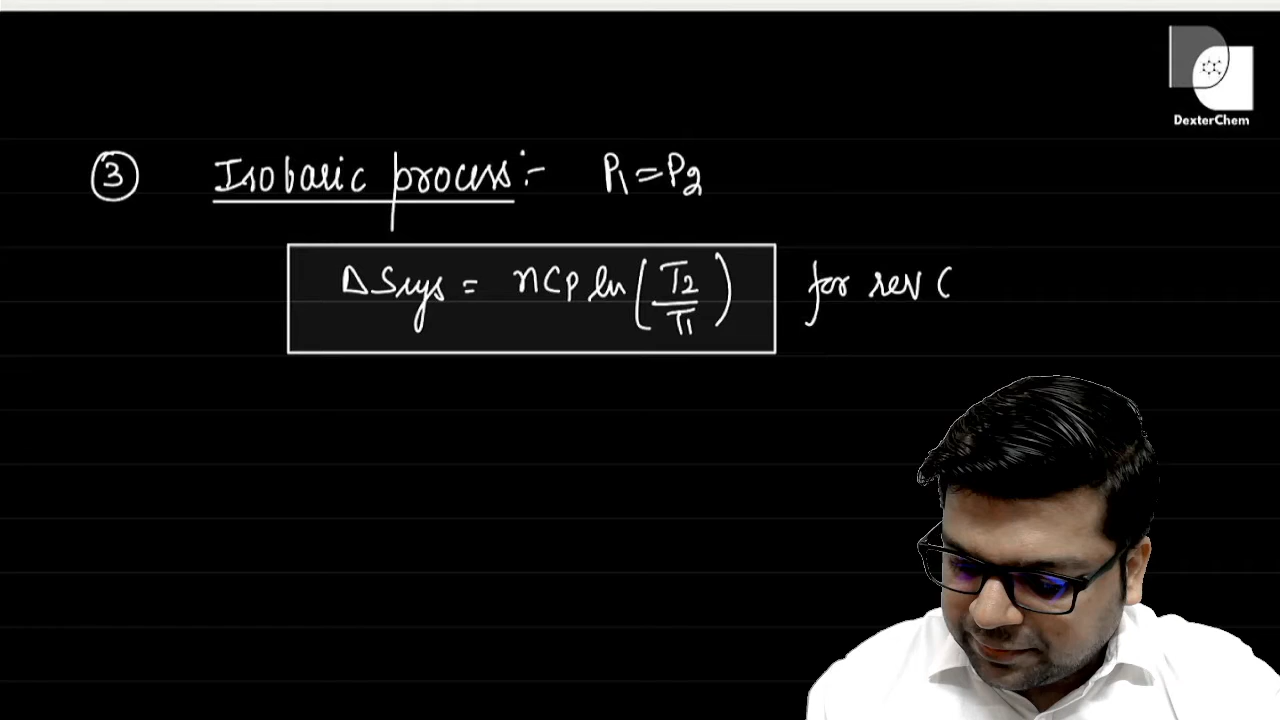 DexterChem
③ Isobaric process :- P₁ = P₂
ΔSsys = nCp ln(T₂/T₁) for rev (